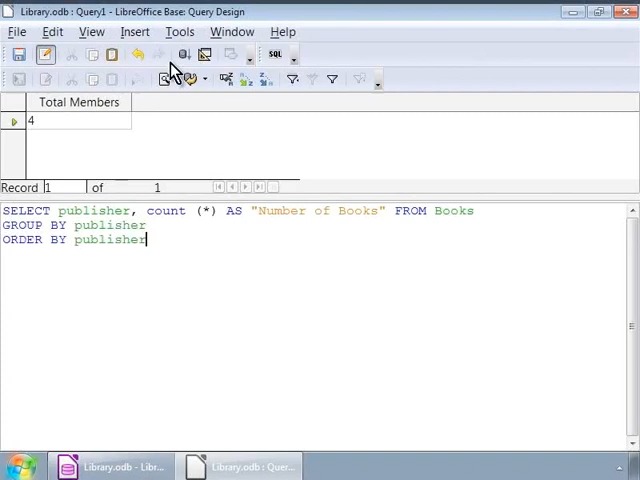 Library.odb : Query1 - LibreOffice Base: Query Design
File Edit View Insert Tools Window Help
SQL
Total Members
4
Record 1 of 1
SELECT publisher, count (*) AS "Number of Books" FROM Books
GROUP BY publisher
ORDER BY publisher
Library.odb - Libr... Library.odb : Query...